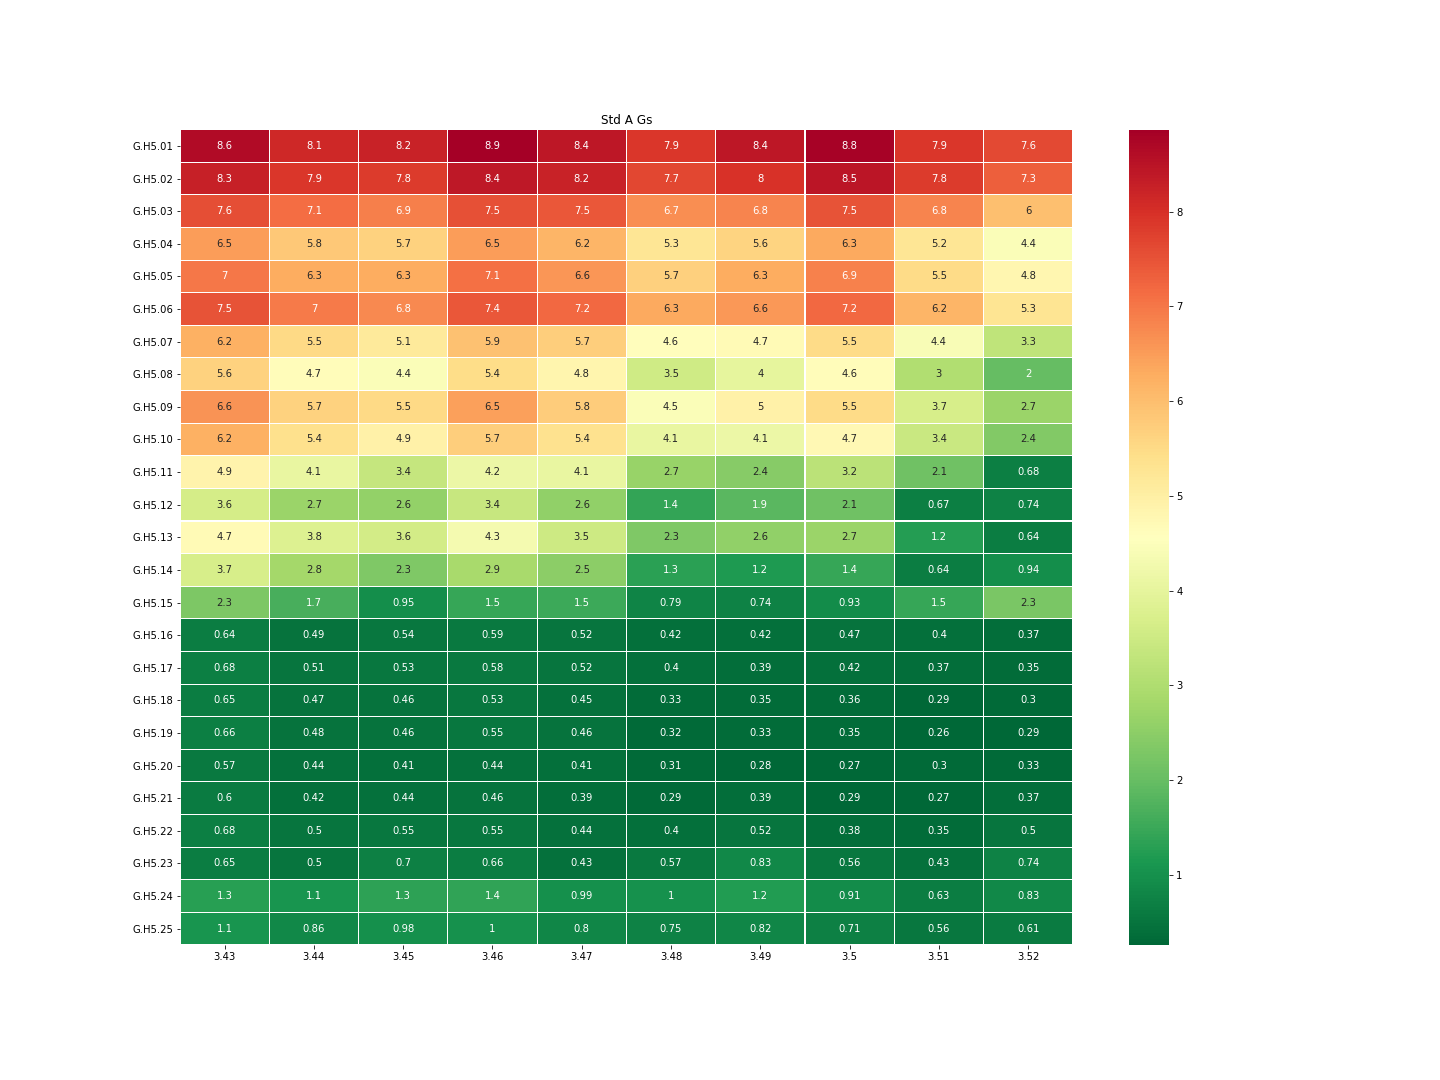 Std A Gs
G.H5.01 8.6 8.1 8.2 8.9 8.4 7.9 8.4 8.8 7.9 7.6
G.H5.02 8.3 7.9 7.8 8.4 8.2 7.7 8 8.5 7.8 7.3
G.H5.03 7.6 7.1 6.9 7.5 7.5 6.7 6.8 7.5 6.8 6 8
G.H5.04 6.5 5.8 5.7 6.5 6.2 5.3 5.6 6.3 5.2 4.4
G.H5.05 7 6.3 6.3 7.1 6.6 5.7 6.3 6.9 5.5 4.8
G.H5.06 7.5 7 6.8 7.4 7.2 6.3 6.6 7.2 6.2 5.3 7
G.H5.07 6.2 5.5 5.1 5.9 5.7 4.6 4.7 5.5 4.4 3.3
G.H5.08 5.6 4.7 4.4 5.4 4.8 3.5 4 4.6 3 2
G.H5.09 6.6 5.7 5.5 6.5 5.8 4.5 5 5.5 3.7 2.7 6
G.H5.10 6.2 5.4 4.9 5.7 5.4 4.1 4.1 4.7 3.4 2.4
G.H5.11 4.9 4.1 3.4 4.2 4.1 2.7 2.4 3.2 2.1 0.68
G.H5.12 3.6 2.7 2.6 3.4 2.6 1.4 1.9 2.1 0.67 0.74 5
G.H5.13 4.7 3.8 3.6 4.3 3.5 2.3 2.6 2.7 1.2 0.64
G.H5.14 3.7 2.8 2.3 2.9 2.5 1.3 1.2 1.4 0.64 0.94
G.H5.15 2.3 1.7 0.95 1.5 1.5 0.79 0.74 0.93 1.5 2.3 4
G.H5.16 0.64 0.49 0.54 0.59 0.52 0.42 0.42 0.47 0.4 0.37
G.H5.17 0.68 0.51 0.53 0.58 0.52 0.4 0.39 0.42 0.37 0.35
G.H5.18 0.65 0.47 0.46 0.53 0.45 0.33 0.35 0.36 0.29 0.3 3
G.H5.19 0.66 0.48 0.46 0.55 0.46 0.32 0.33 0.35 0.26 0.29
G.H5.20 0.57 0.44 0.41 0.44 0.41 0.31 0.28 0.27 0.3 0.33 2
G.H5.21 0.6 0.42 0.44 0.46 0.39 0.29 0.39 0.29 0.27 0.37
G.H5.22 0.68 0.5 0.55 0.55 0.44 0.4 0.52 0.38 0.35 0.5
G.H5.23 0.65 0.5 0.7 0.66 0.43 0.57 0.83 0.56 0.43 0.74 1
G.H5.24 1.3 1.1 1.3 1.4 0.99 1 1.2 0.91 0.63 0.83
G.H5.25 1.1 0.86 0.98 1 0.8 0.75 0.82 0.71 0.56 0.61
3.43 3.44 3.45 3.46 3.47 3.48 3.49 3.5 3.51 3.52